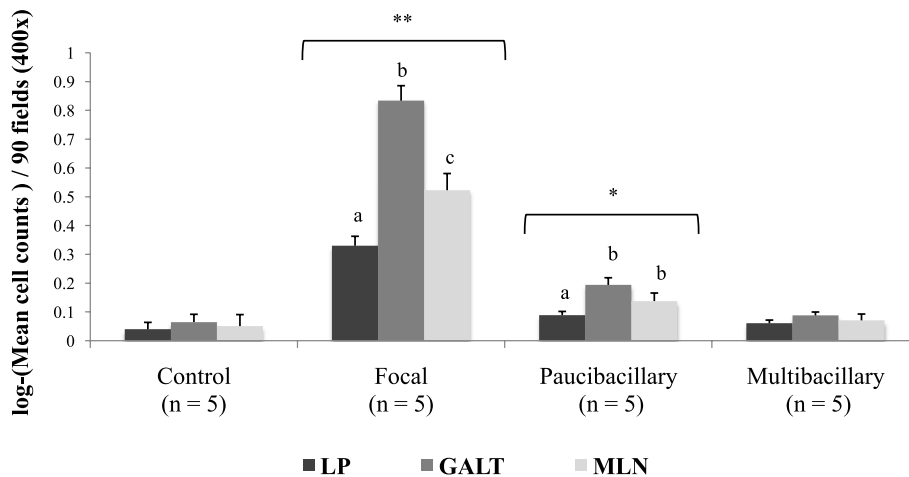 log-(Mean cell counts ) / 90 fields (400x)
**
1
0.9
0.8
0.7
0.6
0.5
0.4
0.3
0.2
0.1
0
a
b
c
*
a
b
b
Control
(n = 5)
Focal
(n = 5)
Paucibacillary
(n = 5)
Multibacillary
(n = 5)
LP GALT MLN